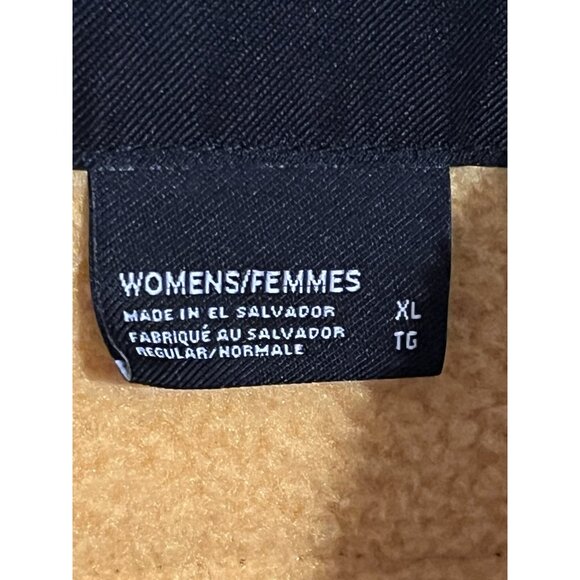 WOMENS/FEMMES
MADE IN EL SALVADOR XL
FABRIQUÉ AU SALVADOR TG
REGULAR/NORMALE